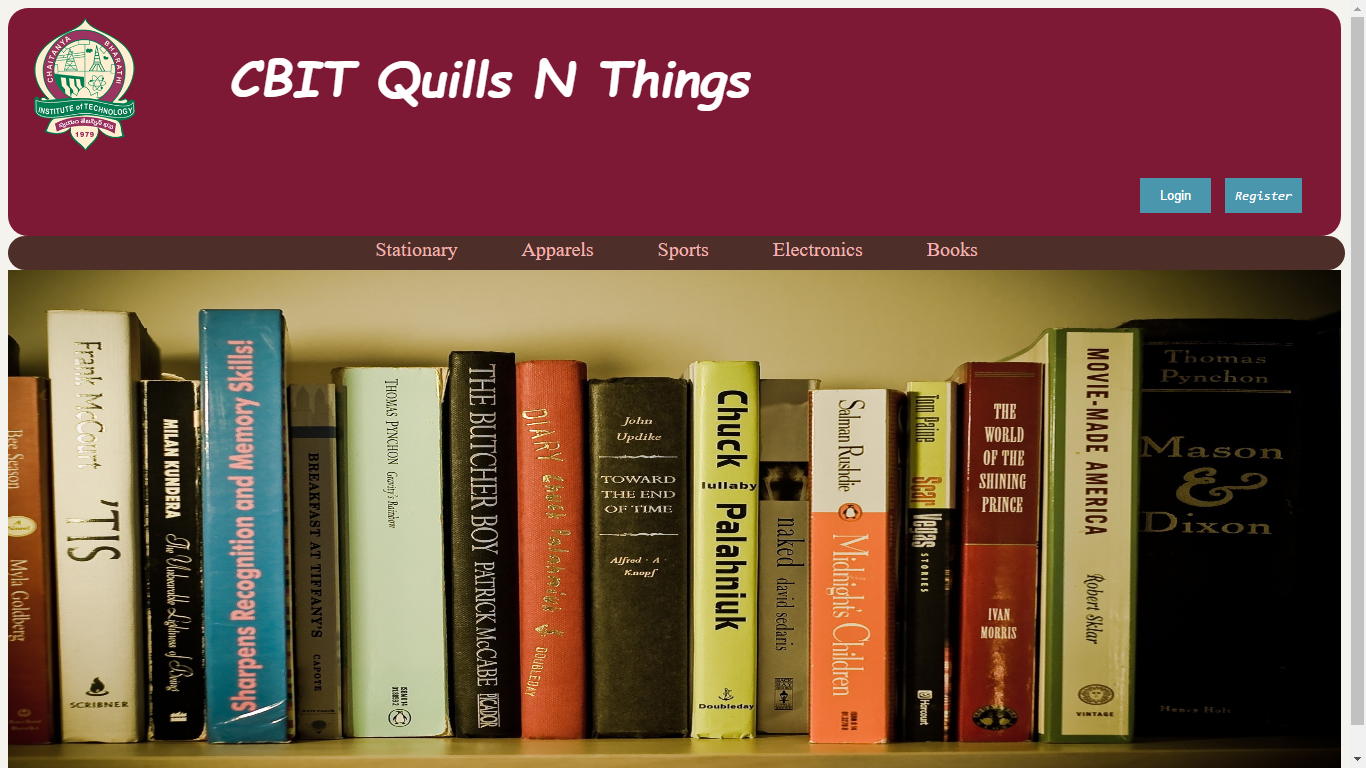 CHAITANYA BHARATHI
INSTITUTE of TECHNOLOGY
1979
CBIT Quills N Things
Login
Register
Stationary
Apparels
Sports
Electronics
Books
Bee Season
Myla Goldberg
Frank McCourt
'TIS
SCRIBNER
MILAN KUNDERA
The Unbearable Lightness of Being
Sharpens Recognition and Memory Skills!
BREAKFAST AT TIFFANY'S
CAPOTE
THOMAS PYNCHON Gravity's Rainbow
THE BUTCHER BOY PATRICK McCABE PICADOR
DIARY Chuck Palahniuk DOUBLEDAY
John
Updike
TOWARD
THE END
OF TIME
Alfred · A ·
Knopf
Chuck
lullaby
Palahniuk
Doubleday
naked david sedaris
Salman Rushdie
Midnight's Children
Tom Paine
Scar
Vegas
STORIES
Harcourt
THE
WORLD
OF THE
SHINING
PRINCE
IVAN
MORRIS
MOVIE-MADE AMERICA
Robert Sklar
VINTAGE
Thomas
Pynchon
Mason
&
Dixon
Henry Holt